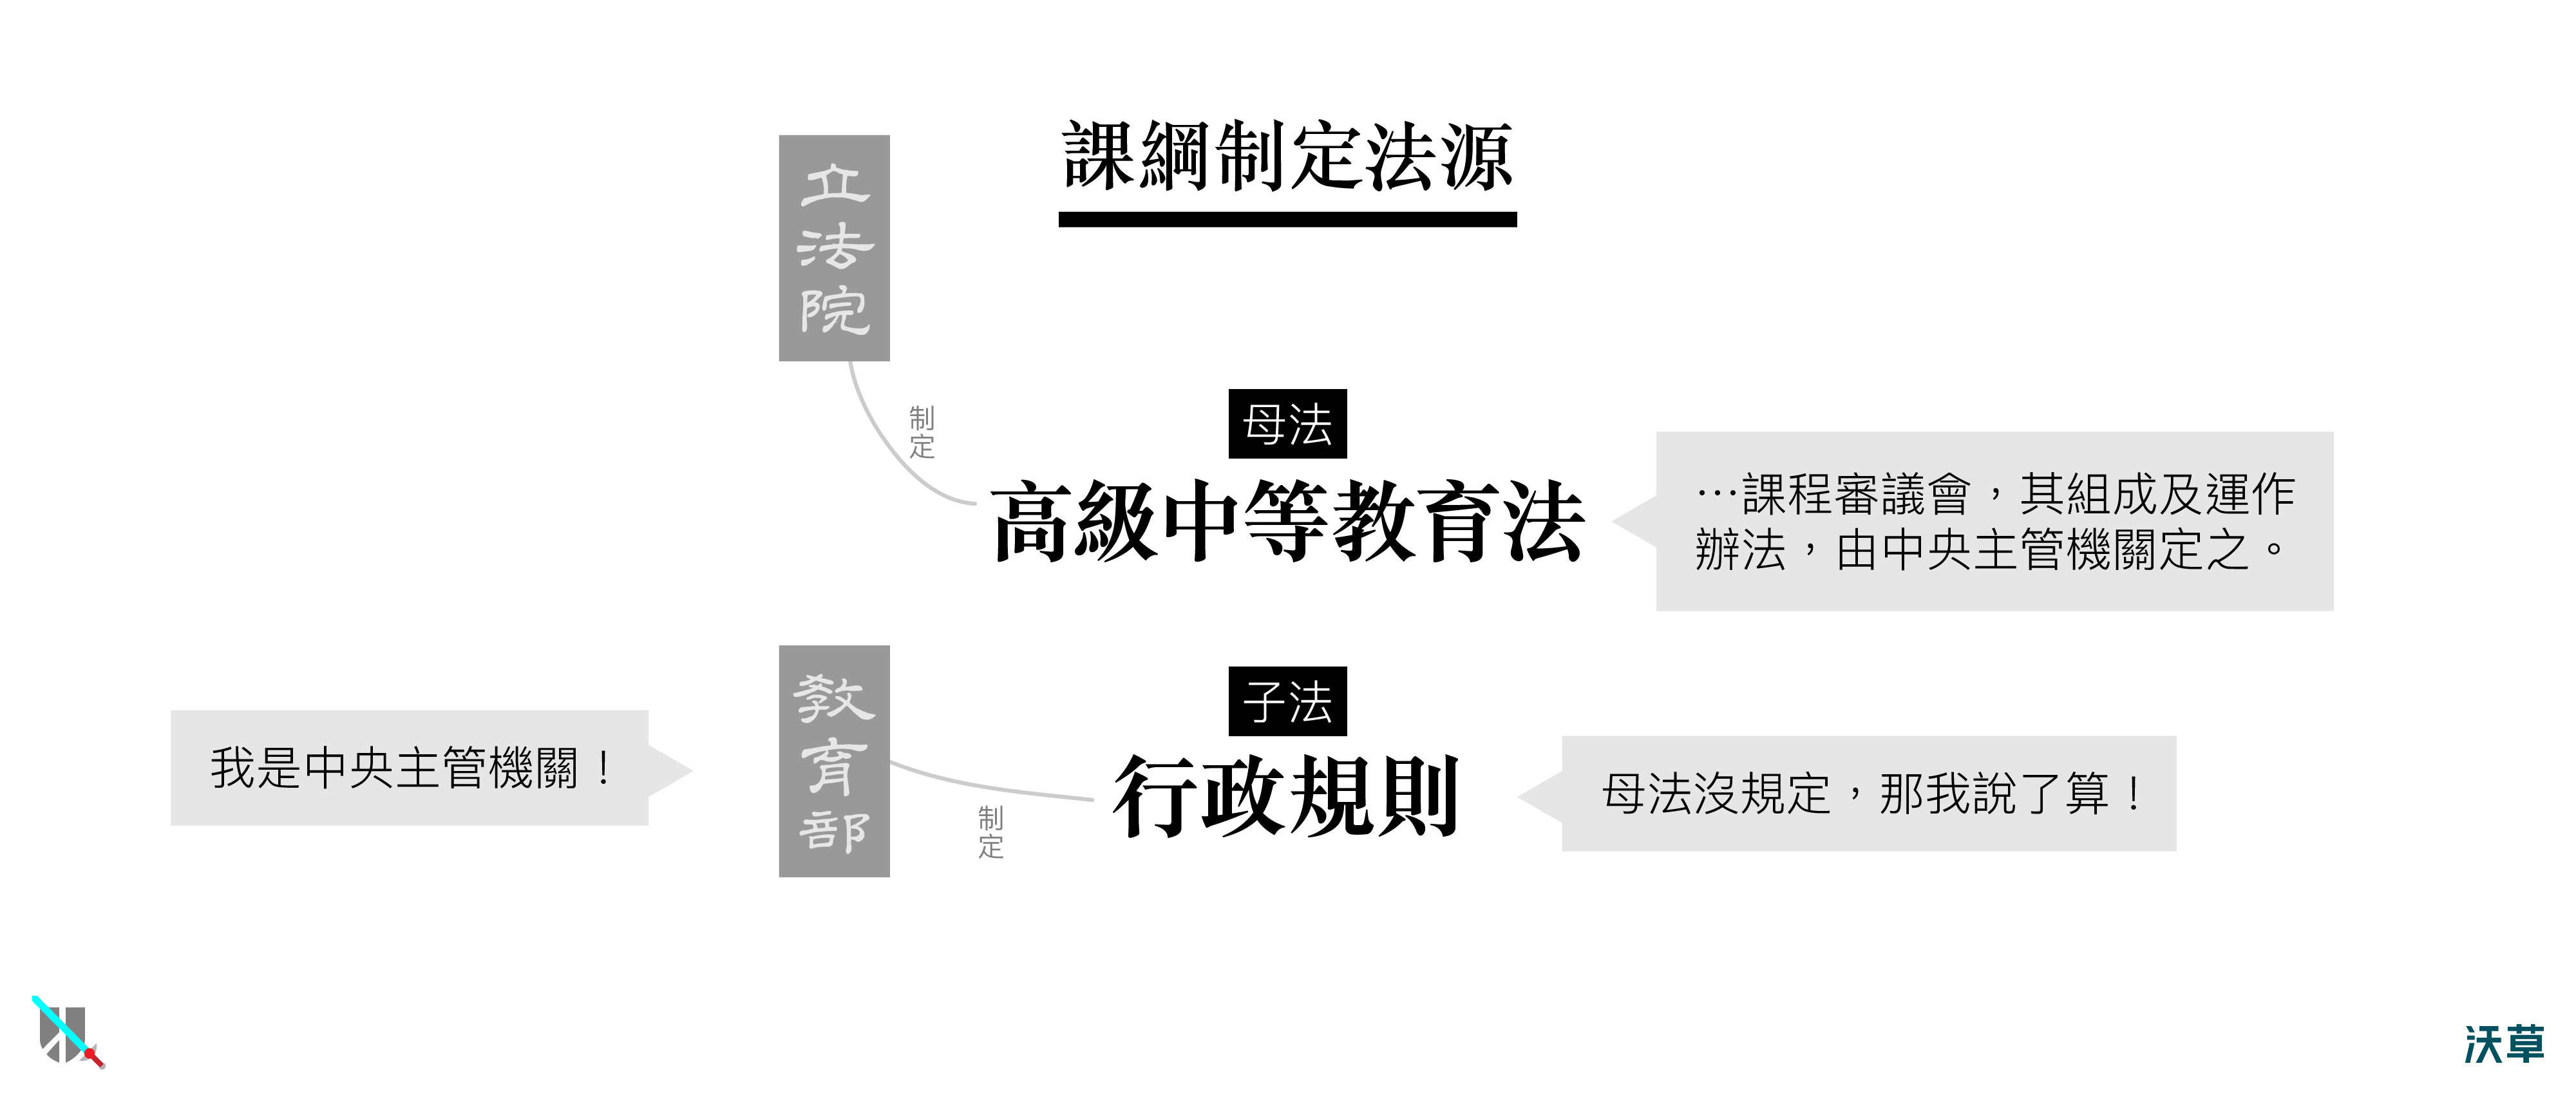 課綱制定法源
立法院
制定
母法
高級中等教育法
…課程審議會，其組成及運作
辦法，由中央主管機關定之。
我是中央主管機關！
教育部
制定
子法
行政規則
母法沒規定，那我說了算！
沃草